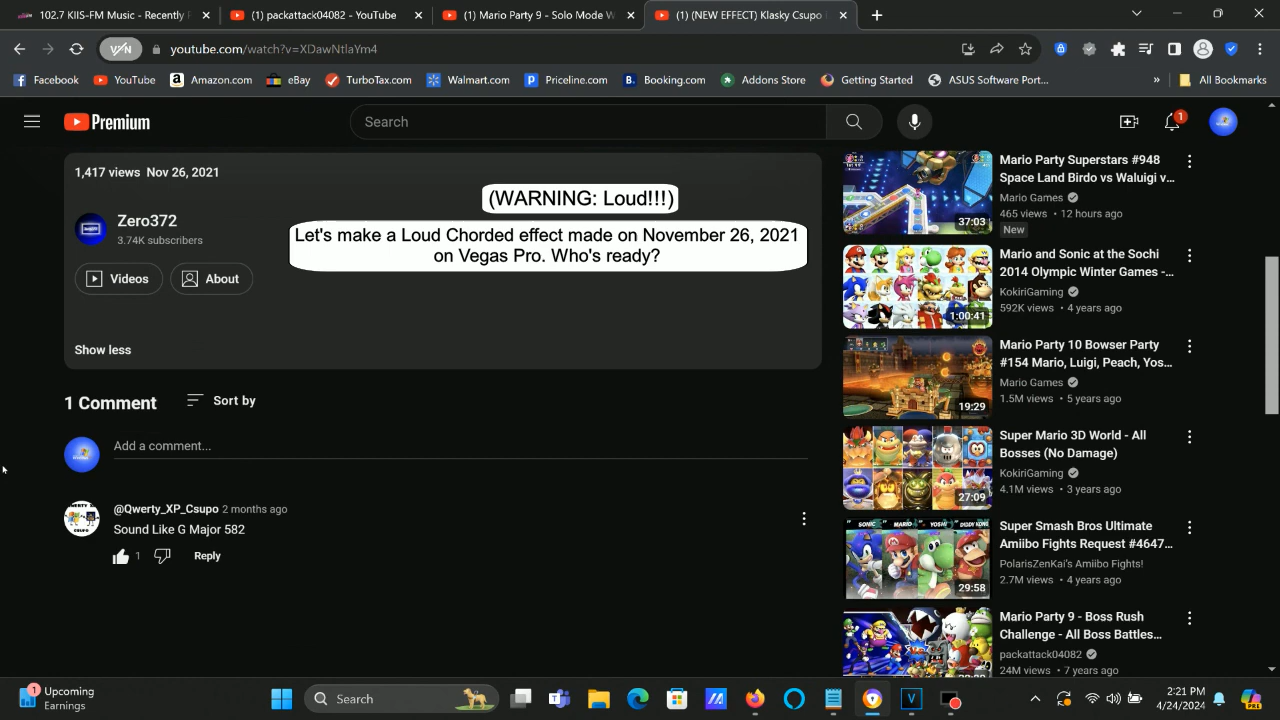 102.7 KIIS-FM Music - Recently F
(1) packattack04082 - YouTube
(1) Mario Party 9 - Solo Mode W
(1) (NEW EFFECT) Klasky Csupo i
VPN
youtube.com/watch?v=XDawNtlaYm4
Facebook
YouTube
Amazon.com
eBay
TurboTax.com
Walmart.com
Priceline.com
Booking.com
Addons Store
Getting Started
ASUS Software Port...
»
All Bookmarks
Premium
Search
1
1,417 views Nov 26, 2021
(WARNING: Loud!!!)
Let's make a Loud Chorded effect made on November 26, 2021
on Vegas Pro. Who's ready?
Zero372
3.74K subscribers
Videos
About
Show less
1 Comment
Sort by
Add a comment...
@Qwerty_XP_Csupo 2 months ago
Sound Like G Major 582
1
Reply
37:03
Mario Party Superstars #948
Space Land Birdo vs Waluigi v...
Mario Games
465 views • 12 hours ago
New
1:00:41
Mario and Sonic at the Sochi
2014 Olympic Winter Games -...
KokiriGaming
592K views • 4 years ago
19:29
Mario Party 10 Bowser Party
#154 Mario, Luigi, Peach, Yos...
Mario Games
1.5M views • 5 years ago
27:09
Super Mario 3D World - All
Bosses (No Damage)
KokiriGaming
4.1M views • 3 years ago
SONIC MARIO YOSHI DIDDY KONG
29:58
Super Smash Bros Ultimate
Amiibo Fights Request #4647...
PolarisZenKai's Amiibo Fights!
2.7M views • 4 years ago
Mario Party 9 - Boss Rush
Challenge - All Boss Battles...
packattack04082
24M views • 7 years ago
1
Upcoming
Earnings
Search
2:21 PM
4/24/2024